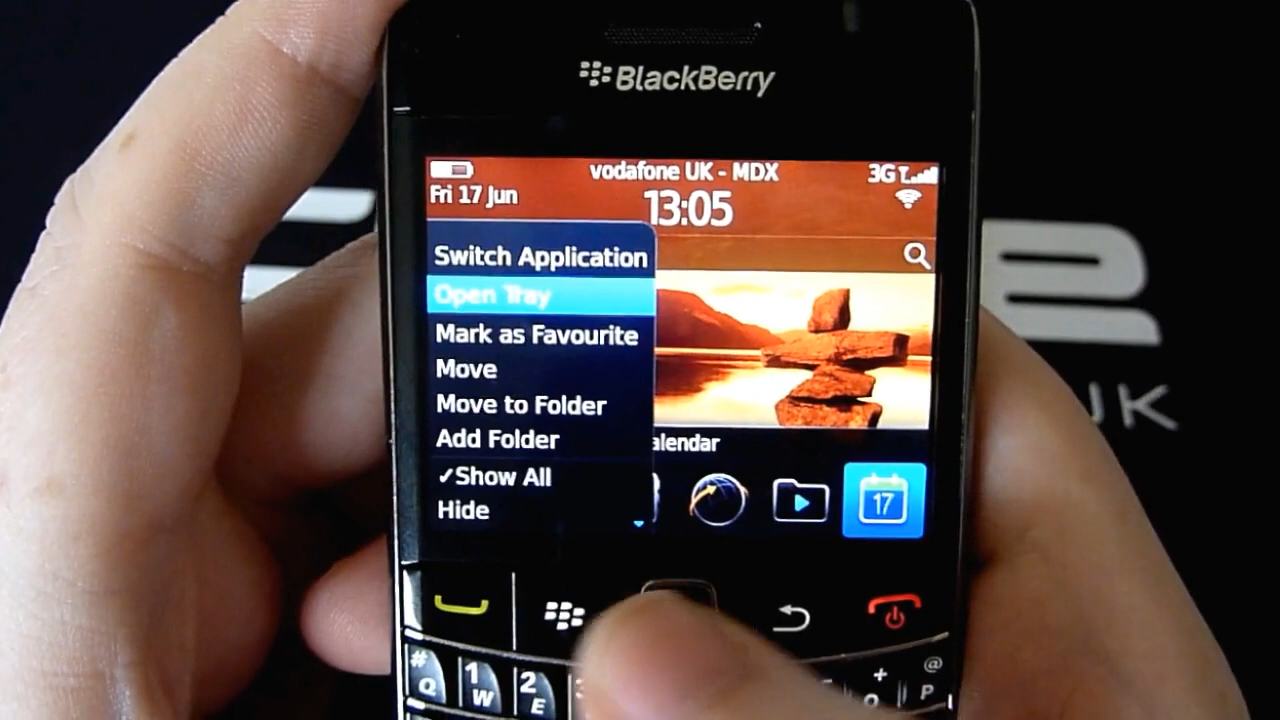 BlackBerry
vodafone UK - MDX
3G
Fri 17 Jun
13:05
Switch Application
Open Tray
Mark as Favourite
Move
Move to Folder
Add Folder
✓Show All
Hide
alendar
17
UK
# 1 2 + @
Q W E O P